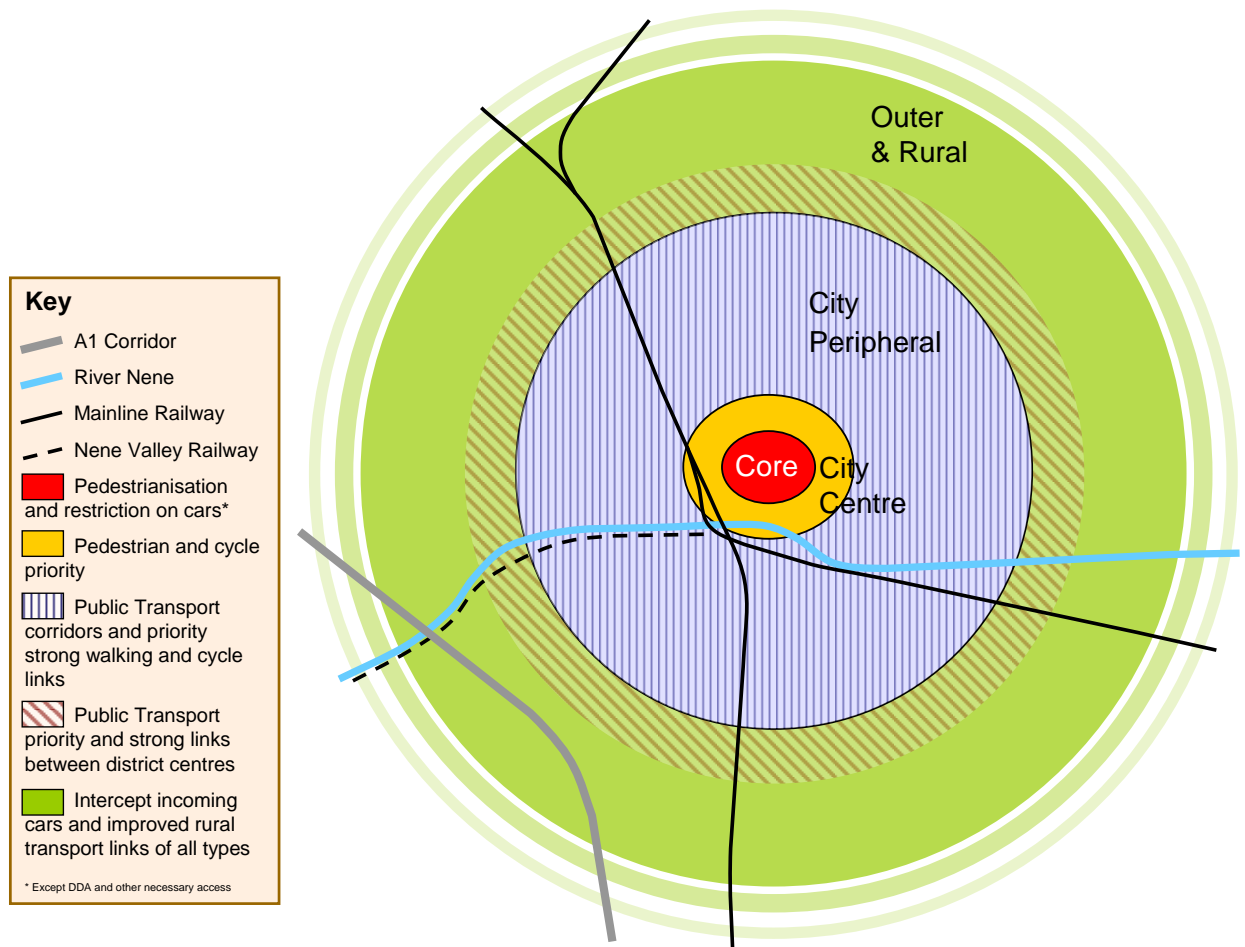 Outer
& Rural
City
Peripheral
Core
City
Centre
Key
A1 Corridor
River Nene
Mainline Railway
Nene Valley Railway
Pedestrianisation
and restriction on cars*
Pedestrian and cycle
priority
Public Transport
corridors and priority
strong walking and cycle
links
Public Transport
priority and strong links
between district centres
Intercept incoming
cars and improved rural
transport links of all types
* Except DDA and other necessary access